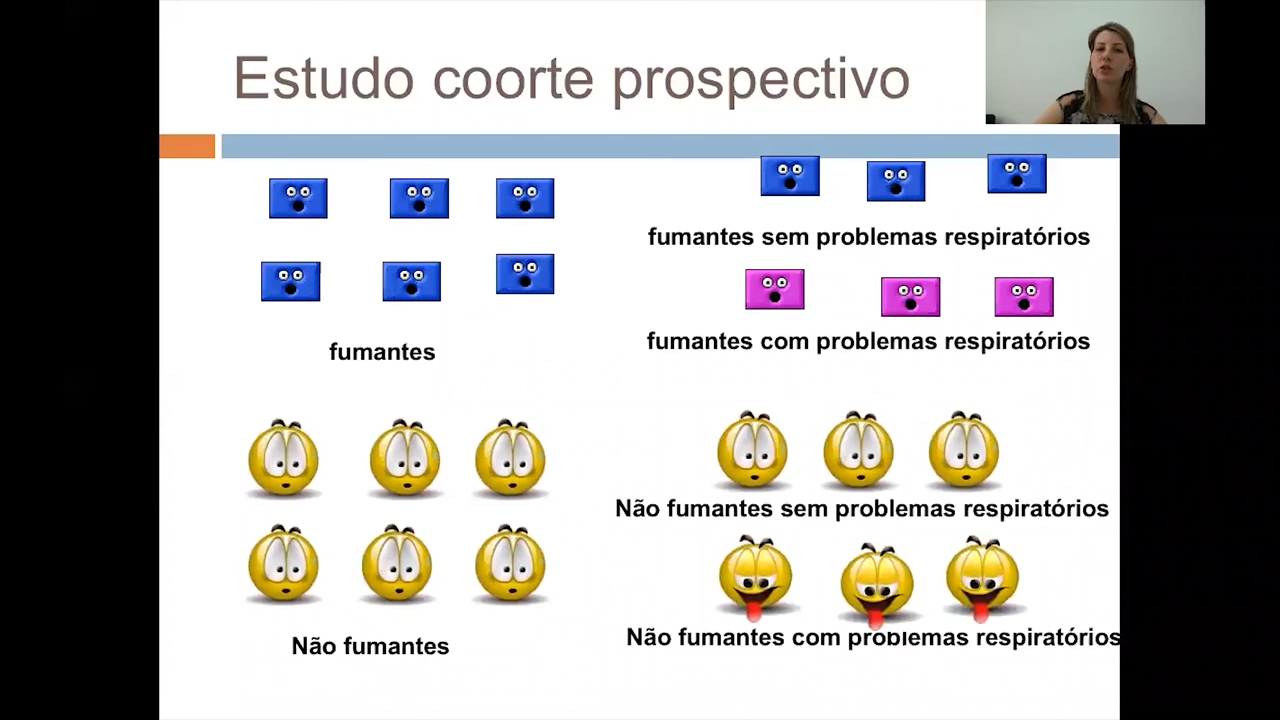 Estudo coorte prospectivo
fumantes sem problemas respiratórios
fumantes com problemas respiratórios
fumantes
Não fumantes sem problemas respiratórios
Não fumantes com problemas respiratórios
Não fumantes